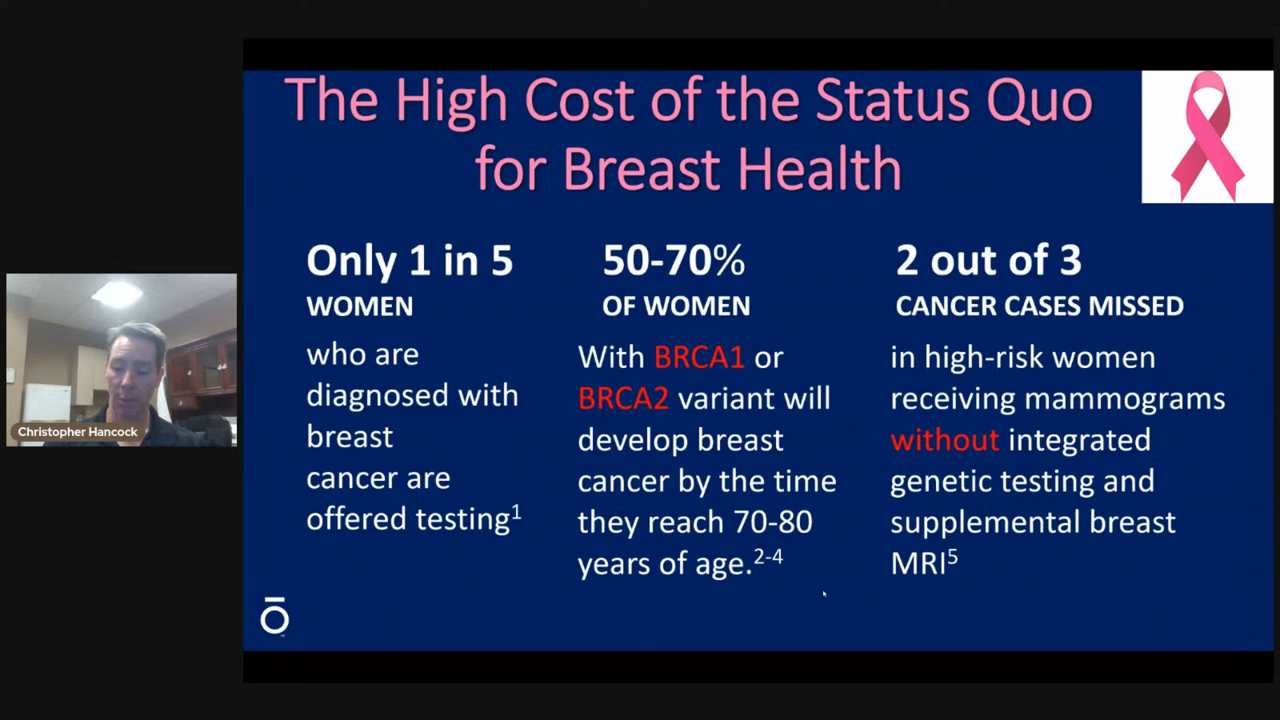 The High Cost of the Status Quo
for Breast Health
Only 1 in 5
WOMEN
who are
diagnosed with
breast
cancer are
offered testing1
50-70%
OF WOMEN
With BRCA1 or
BRCA2 variant will
develop breast
cancer by the time
they reach 70-80
years of age.2-4
2 out of 3
CANCER CASES MISSED
in high-risk women
receiving mammograms
without integrated
genetic testing and
supplemental breast
MRI5
Christopher Hancock